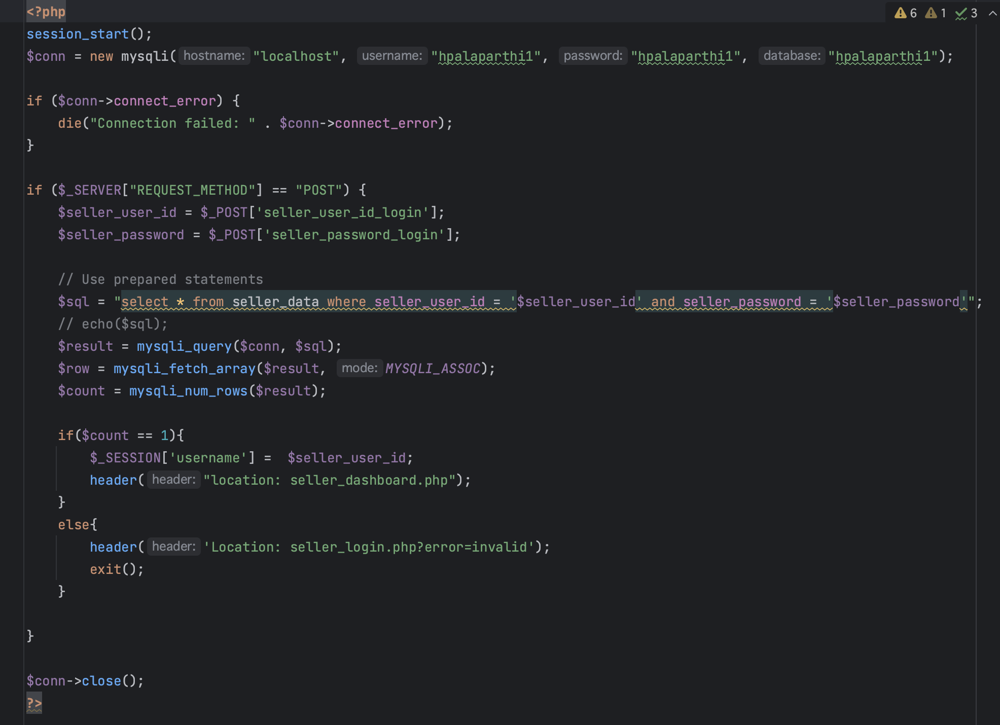 <?php
6 1 3
session_start();
$conn = new mysqli( hostname: "localhost", username: "hpalaparthi1", password: "hpalaparthi1", database: "hpalaparthi1");
if ($conn->connect_error) {
die("Connection failed: " . $conn->connect_error);
}
if ($_SERVER["REQUEST_METHOD"] == "POST") {
$seller_user_id = $_POST['seller_user_id_login'];
$seller_password = $_POST['seller_password_login'];
// Use prepared statements
$sql = "select * from seller_data where seller_user_id = '$seller_user_id' and seller_password = '$seller_password'";
// echo($sql);
$result = mysqli_query($conn, $sql);
$row = mysqli_fetch_array($result, mode: MYSQLI_ASSOC);
$count = mysqli_num_rows($result);
if($count == 1){
$_SESSION['username'] =  $seller_user_id;
header( header: "location: seller_dashboard.php");
}
else{
header( header: 'Location: seller_login.php?error=invalid');
exit();
}
}
$conn->close();
?>